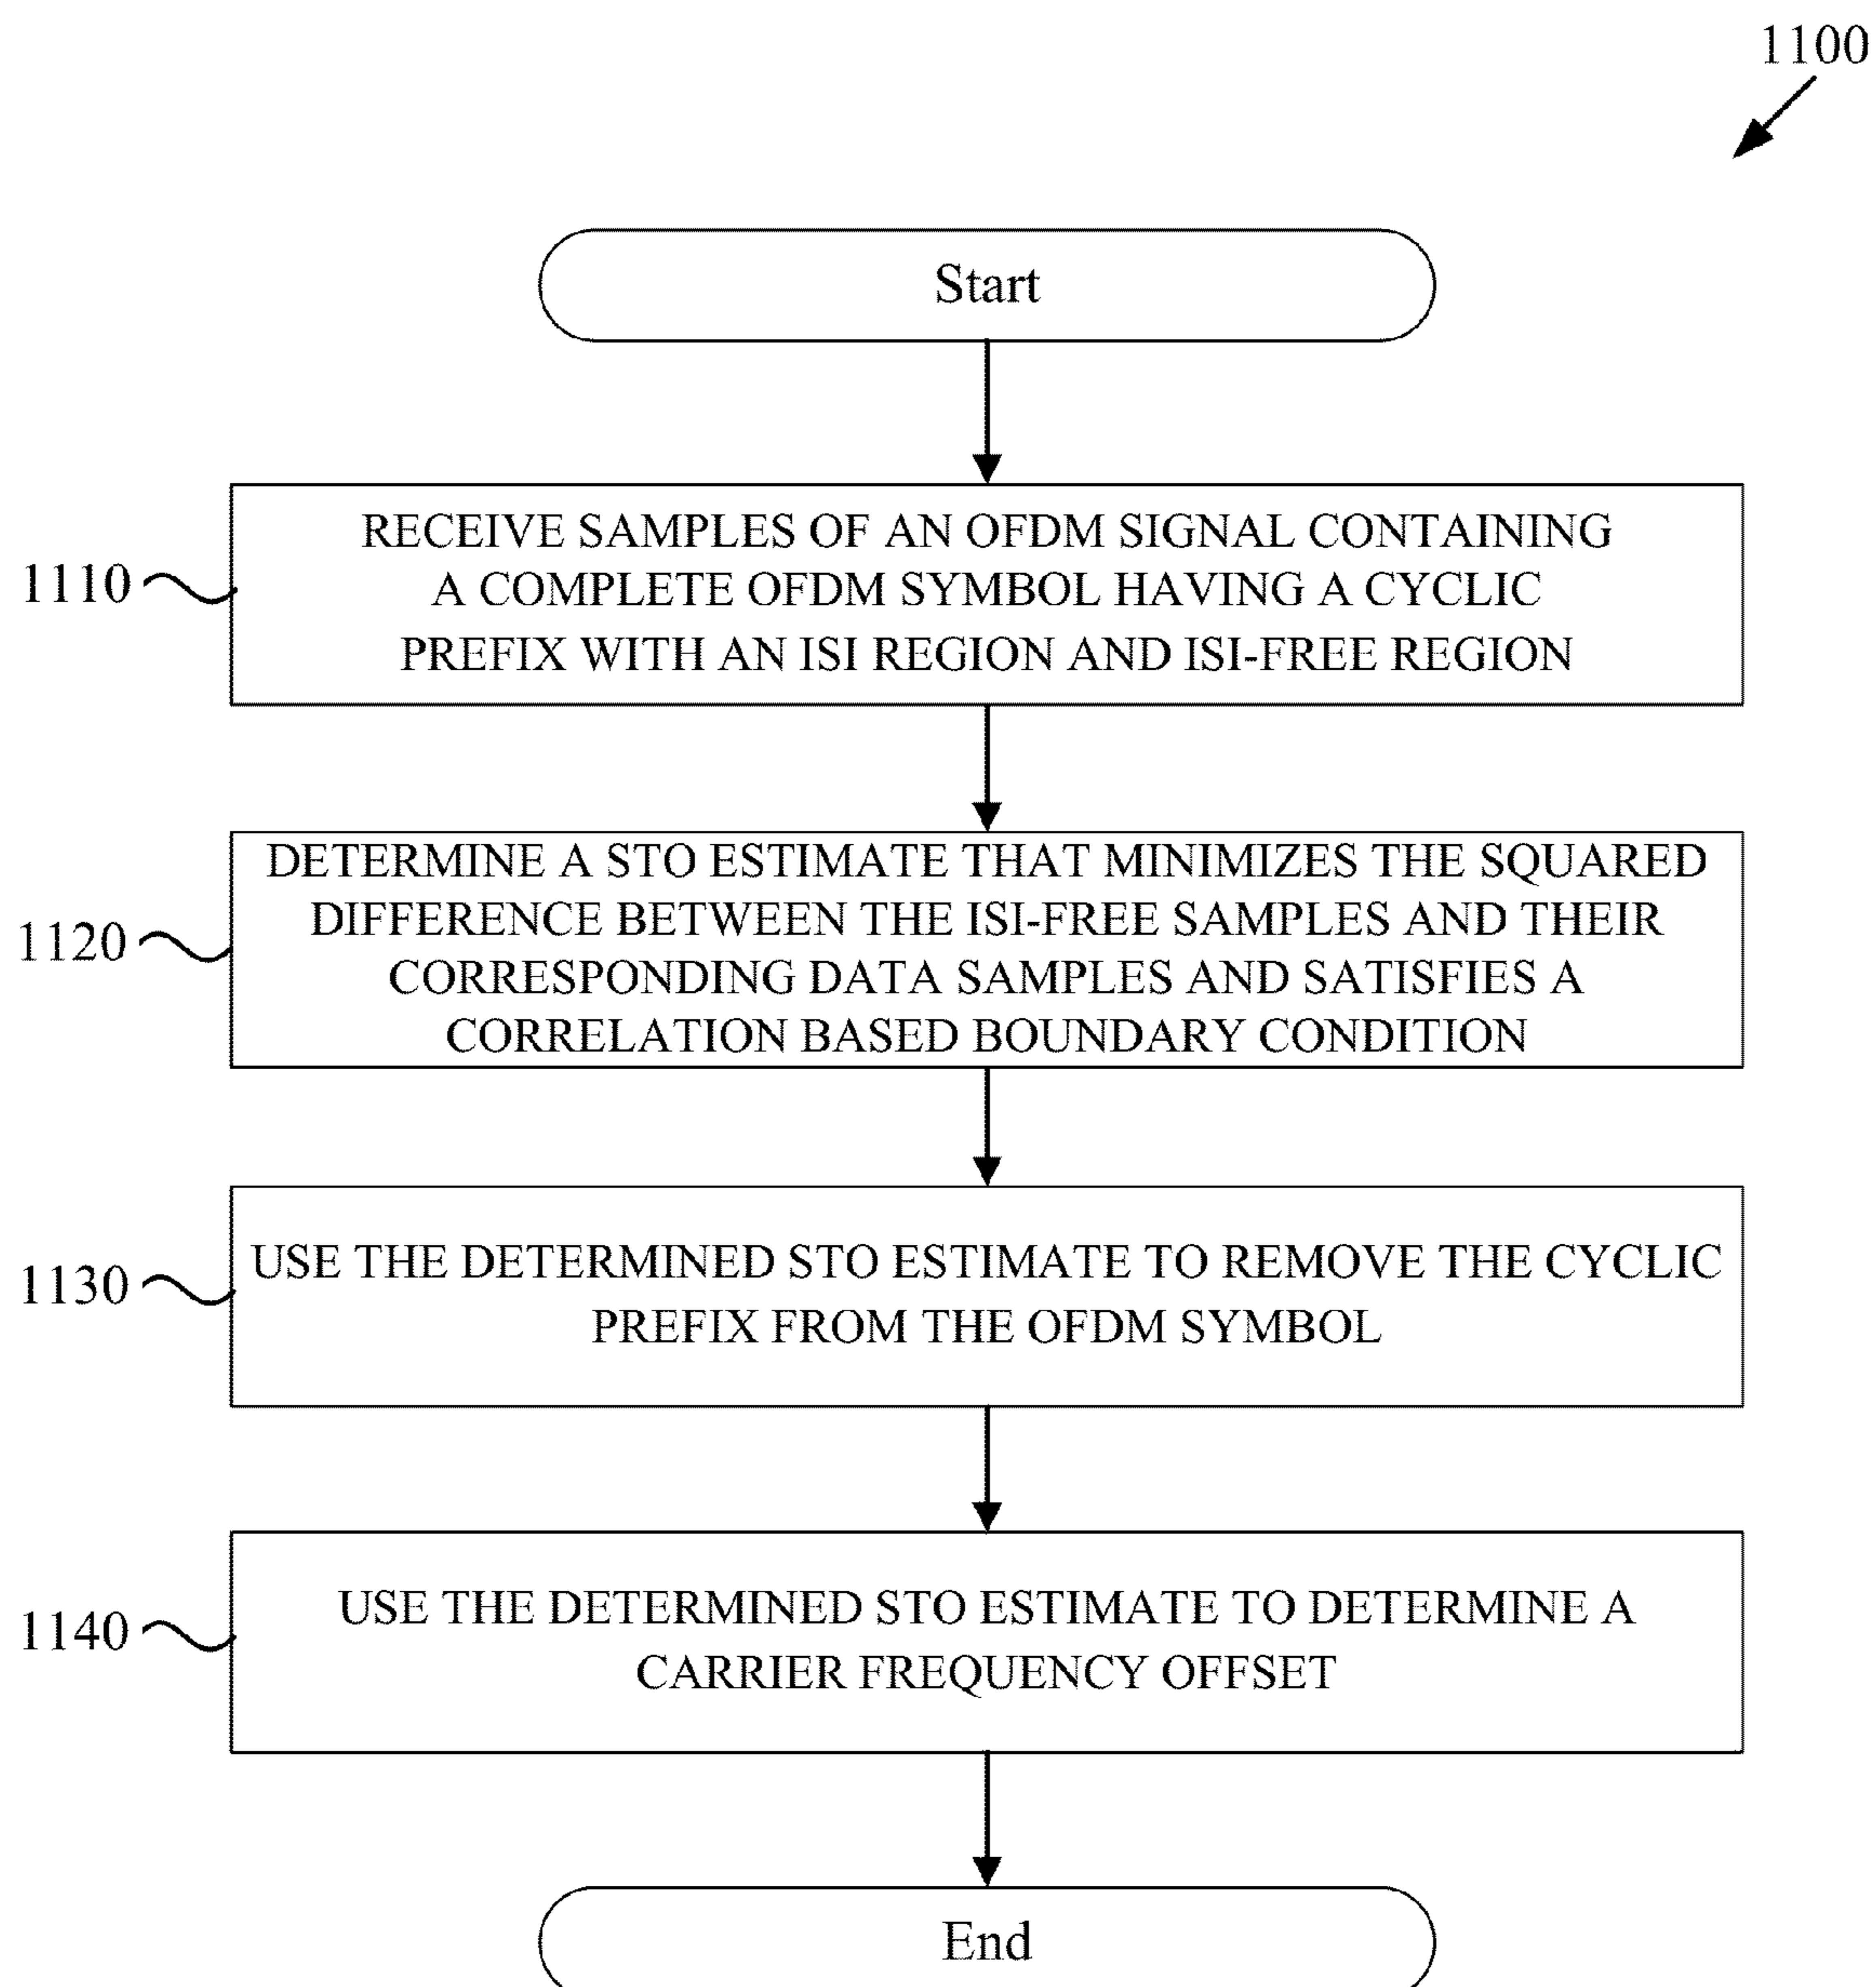 1100
Start
1110
RECEIVE SAMPLES OF AN OFDM SIGNAL CONTAINING
A COMPLETE OFDM SYMBOL HAVING A CYCLIC
PREFIX WITH AN ISI REGION AND ISI-FREE REGION
1120
DETERMINE A STO ESTIMATE THAT MINIMIZES THE SQUARED
DIFFERENCE BETWEEN THE ISI-FREE SAMPLES AND THEIR
CORRESPONDING DATA SAMPLES AND SATISFIES A
CORRELATION BASED BOUNDARY CONDITION
1130
USE THE DETERMINED STO ESTIMATE TO REMOVE THE CYCLIC
PREFIX FROM THE OFDM SYMBOL
1140
USE THE DETERMINED STO ESTIMATE TO DETERMINE A
CARRIER FREQUENCY OFFSET
End